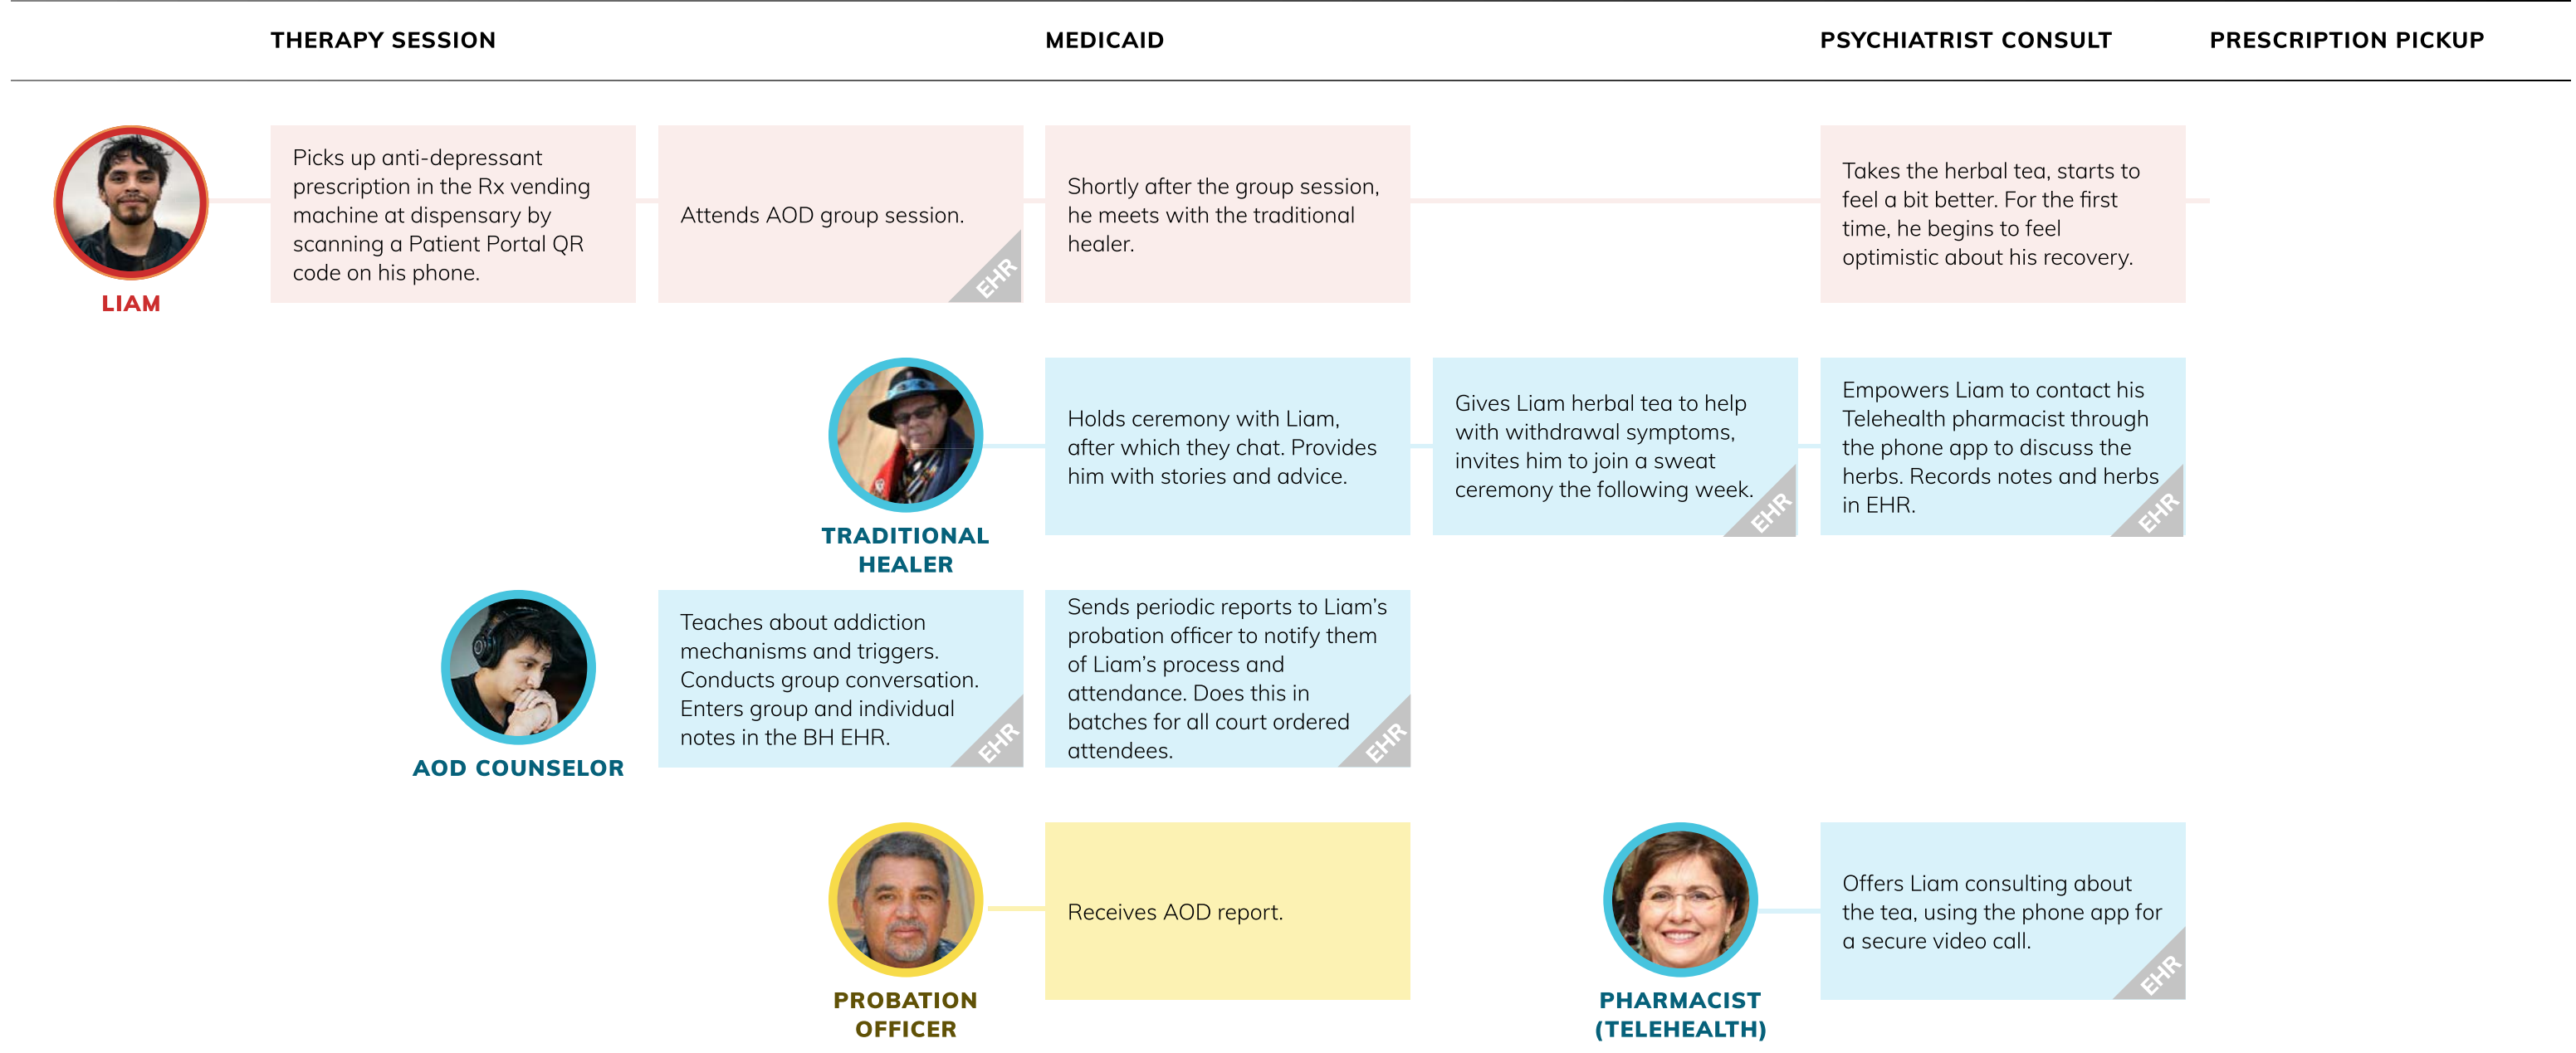 THERAPY SESSION
MEDICAID
PSYCHIATRIST CONSULT
PRESCRIPTION PICKUP
LIAM
Picks up anti-depressant
prescription in the Rx vending
machine at dispensary by
scanning a Patient Portal QR
code on his phone.
Attends AOD group session.
EHR
Shortly after the group session,
he meets with the traditional
healer.
Takes the herbal tea, starts to
feel a bit better. For the first
time, he begins to feel
optimistic about his recovery.
TRADITIONAL
HEALER
Holds ceremony with Liam,
after which they chat. Provides
him with stories and advice.
Gives Liam herbal tea to help
with withdrawal symptoms,
invites him to join a sweat
ceremony the following week.
EHR
Empowers Liam to contact his
Telehealth pharmacist through
the phone app to discuss the
herbs. Records notes and herbs
in EHR.
EHR
AOD COUNSELOR
Teaches about addiction
mechanisms and triggers.
Conducts group conversation.
Enters group and individual
notes in the BH EHR.
EHR
Sends periodic reports to Liam's
probation officer to notify them
of Liam's process and
attendance. Does this in
batches for all court ordered
attendees.
EHR
PROBATION
OFFICER
Receives AOD report.
PHARMACIST
(TELEHEALTH)
Offers Liam consulting about
the tea, using the phone app for
a secure video call.
EHR